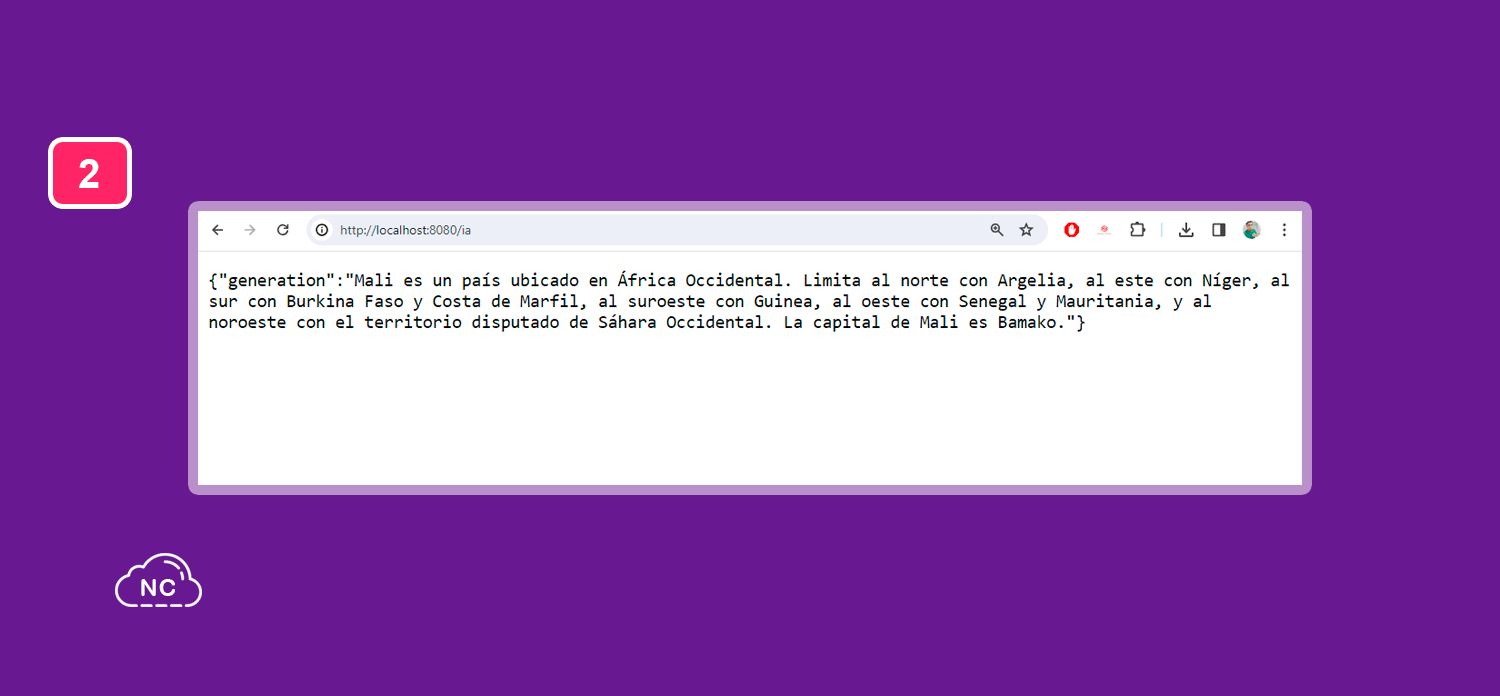 2
http://localhost:8080/ia
{"generation":"Mali es un país ubicado en África Occidental. Limita al norte con Argelia, al este con Níger, al
sur con Burkina Faso y Costa de Marfil, al suroeste con Guinea, al oeste con Senegal y Mauritania, y al
noroeste con el territorio disputado de Sáhara Occidental. La capital de Mali es Bamako."}
NC